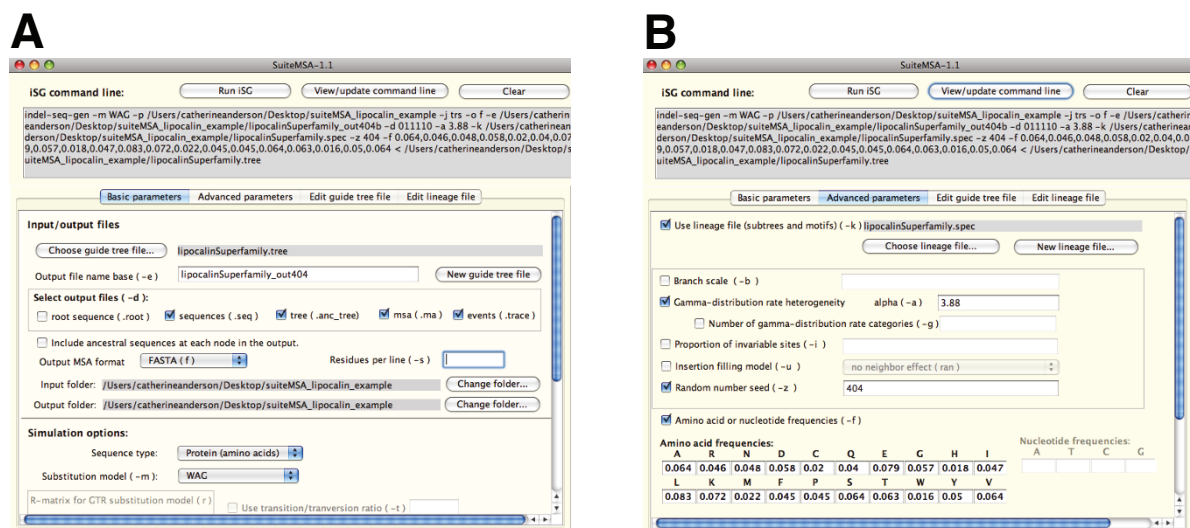 A
SuiteMSA-1.1
iSG command line:
Run iSG
View/update command line
Clear
indel-seq-gen -m WAG -p /Users/catherineanderson/Desktop/suiteMSA_lipocalin_example -j trs -o f -e /Users/catherin
eanderson/Desktop/suiteMSA_lipocalin_example/lipocalinSuperfamily_out404b -d 011110 -a 3.88 -k /Users/catherinean
derson/Desktop/suiteMSA_lipocalin_example/lipocalinSuperfamily.spec -z 404 -f 0.064,0.046,0.048,0.058,0.02,0.04,0.07
9,0.057,0.018,0.047,0.083,0.072,0.022,0.045,0.045,0.064,0.063,0.016,0.05,0.064 < /Users/catherineanderson/Desktop/s
uiteMSA_lipocalin_example/lipocalinSuperfamily.tree
Basic parameters
Advanced parameters
Edit guide tree file
Edit lineage file
Input/output files
Choose guide tree file...
lipocalinSuperfamily.tree
Output file name base (-e)
lipocalinSuperfamily_out404
New guide tree file
Select output files (-d):
root sequence (.root)
sequences (.seq)
tree (.anc_tree)
msa (.ma)
events (.trace)
Include ancestral sequences at each node in the output.
Output MSA format
FASTA (f)
Residues per line (-s)
Input folder: /Users/catherineanderson/Desktop/suiteMSA_lipocalin_example
Change folder...
Output folder: /Users/catherineanderson/Desktop/suiteMSA_lipocalin_example
Change folder...
Simulation options:
Sequence type:
Protein (amino acids)
Substitution model (-m):
WAG
R-matrix for GTR substitution model (r)
Use transition/tranversion ratio (-t)
B
SuiteMSA-1.1
iSG command line:
Run iSG
View/update command line
Clear
indel-seq-gen -m WAG -p /Users/catherineanderson/Desktop/suiteMSA_lipocalin_example -j trs -o f -e /Users/catherin
eanderson/Desktop/suiteMSA_lipocalin_example/lipocalinSuperfamily_out404b -d 011110 -a 3.88 -k /Users/catherinean
derson/Desktop/suiteMSA_lipocalin_example/lipocalinSuperfamily.spec -z 404 -f 0.064,0.046,0.048,0.058,0.02,0.04,0.07
9,0.057,0.018,0.047,0.083,0.072,0.022,0.045,0.045,0.064,0.063,0.016,0.05,0.064 < /Users/catherineanderson/Desktop/s
uiteMSA_lipocalin_example/lipocalinSuperfamily.tree
Basic parameters
Advanced parameters
Edit guide tree file
Edit lineage file
Use lineage file (subtrees and motifs) (-k) lipocalinSuperfamily.spec
Choose lineage file...
New lineage file...
Branch scale (-b)
Gamma-distribution rate heterogeneity
alpha (-a)
3.88
Number of gamma-distribution rate categories (-g)
Proportion of invariable sites (-i)
Insertion filling model (-u)
no neighbor effect (ran)
Random number seed (-z)
404
Amino acid or nucleotide frequencies (-f)
Amino acid frequencies:
A R N D C Q E G H I
0.064 0.046 0.048 0.058 0.02 0.04 0.079 0.057 0.018 0.047
L K M F P S T W Y V
0.083 0.072 0.022 0.045 0.045 0.064 0.063 0.016 0.05 0.064
Nucleotide frequencies:
A T C G